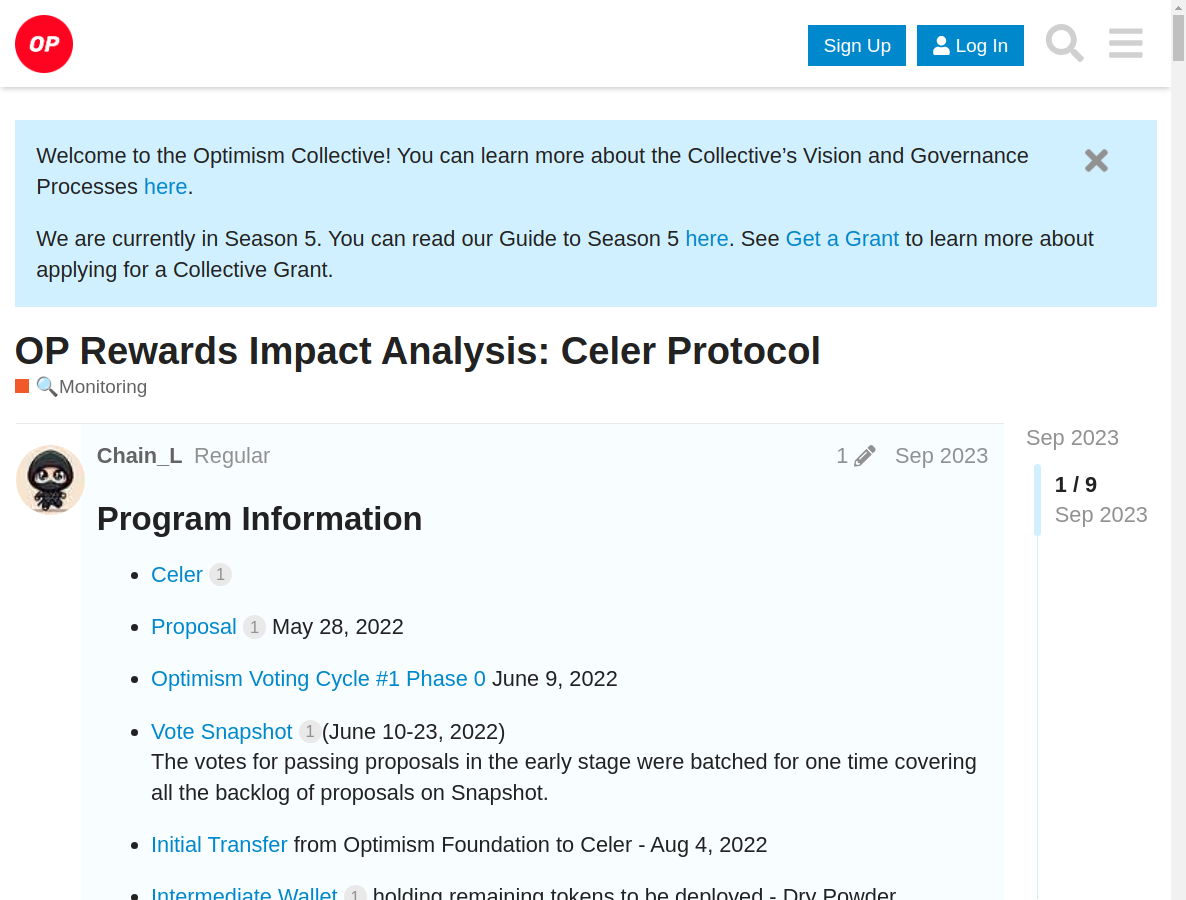 OP
Sign Up
Log In
Welcome to the Optimism Collective! You can learn more about the Collective’s Vision and Governance
Processes here.
We are currently in Season 5. You can read our Guide to Season 5 here. See Get a Grant to learn more about
applying for a Collective Grant.
OP Rewards Impact Analysis: Celer Protocol
🔍Monitoring
Chain_L Regular 1 Sep 2023
Sep 2023
1 / 9
Sep 2023
Program Information
Celer 1
Proposal 1 May 28, 2022
Optimism Voting Cycle #1 Phase 0 June 9, 2022
Vote Snapshot 1 (June 10-23, 2022)
The votes for passing proposals in the early stage were batched for one time covering
all the backlog of proposals on Snapshot.
Initial Transfer from Optimism Foundation to Celer - Aug 4, 2022
Intermediate Wallet 1 holding remaining tokens to be deployed - Dry Powder